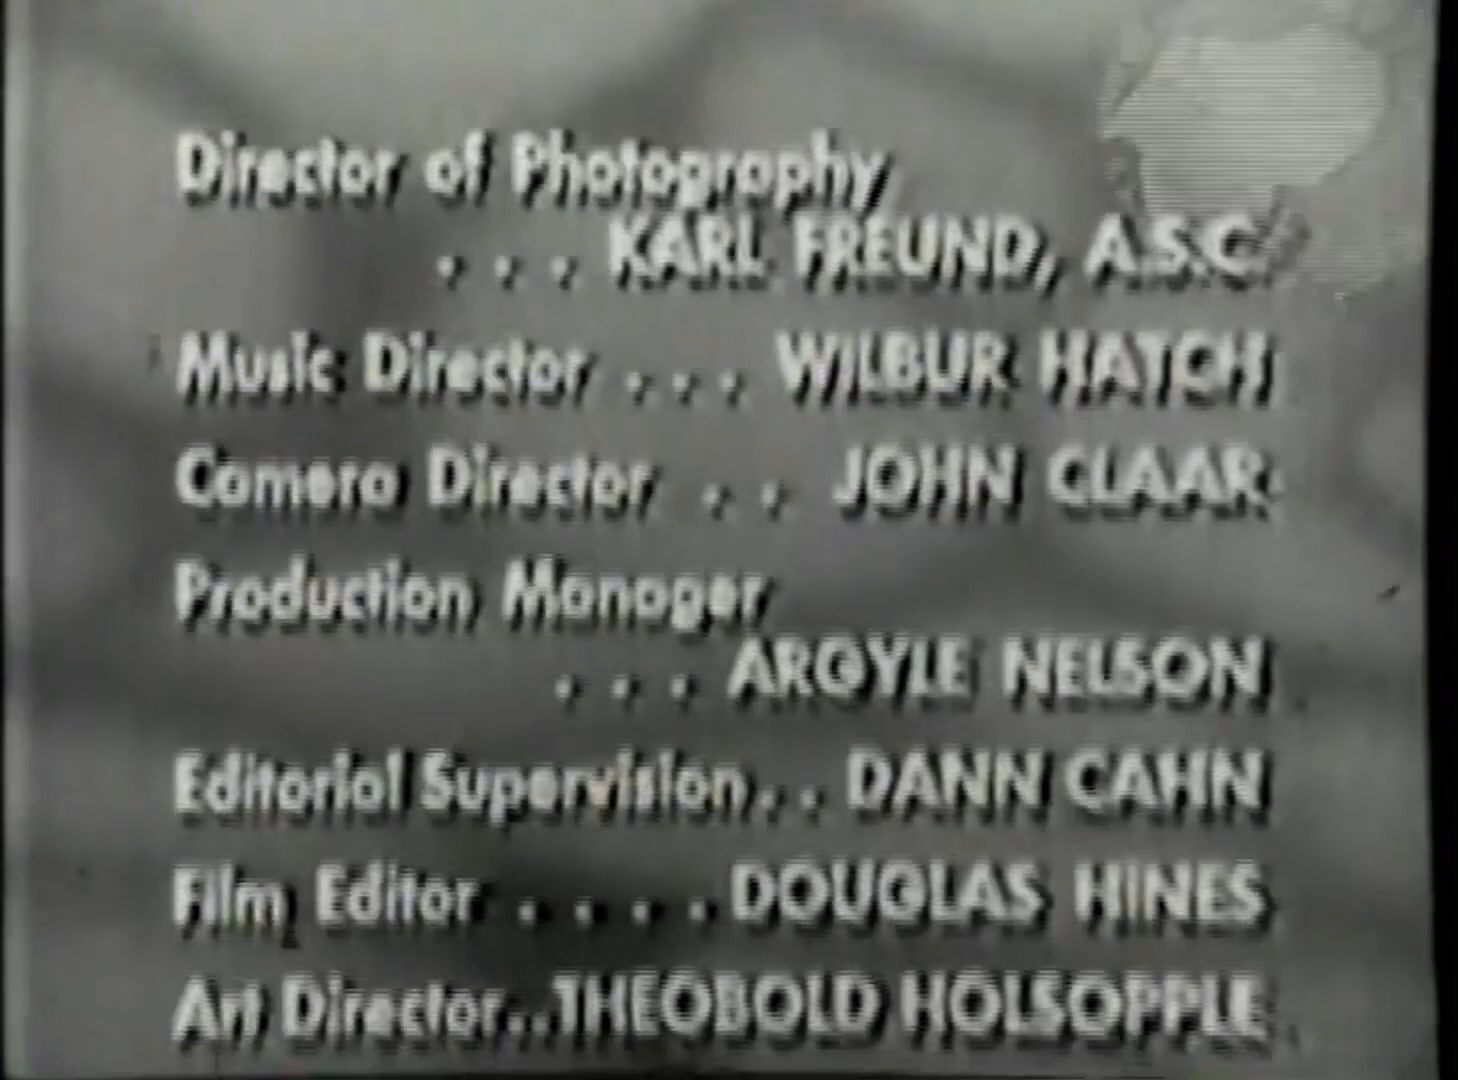 Director of Photography
. . . KARL FREUND, A.S.C.
Music Director . . . WILBUR HATCH
Camera Director . . JOHN CLAAR
Production Manager
. . . ARGYLE NELSON
Editorial Supervision . . DANN CAHN
Film Editor . . . . DOUGLAS HINES
Art Director . . THEOBOLD HOLSOPPLE